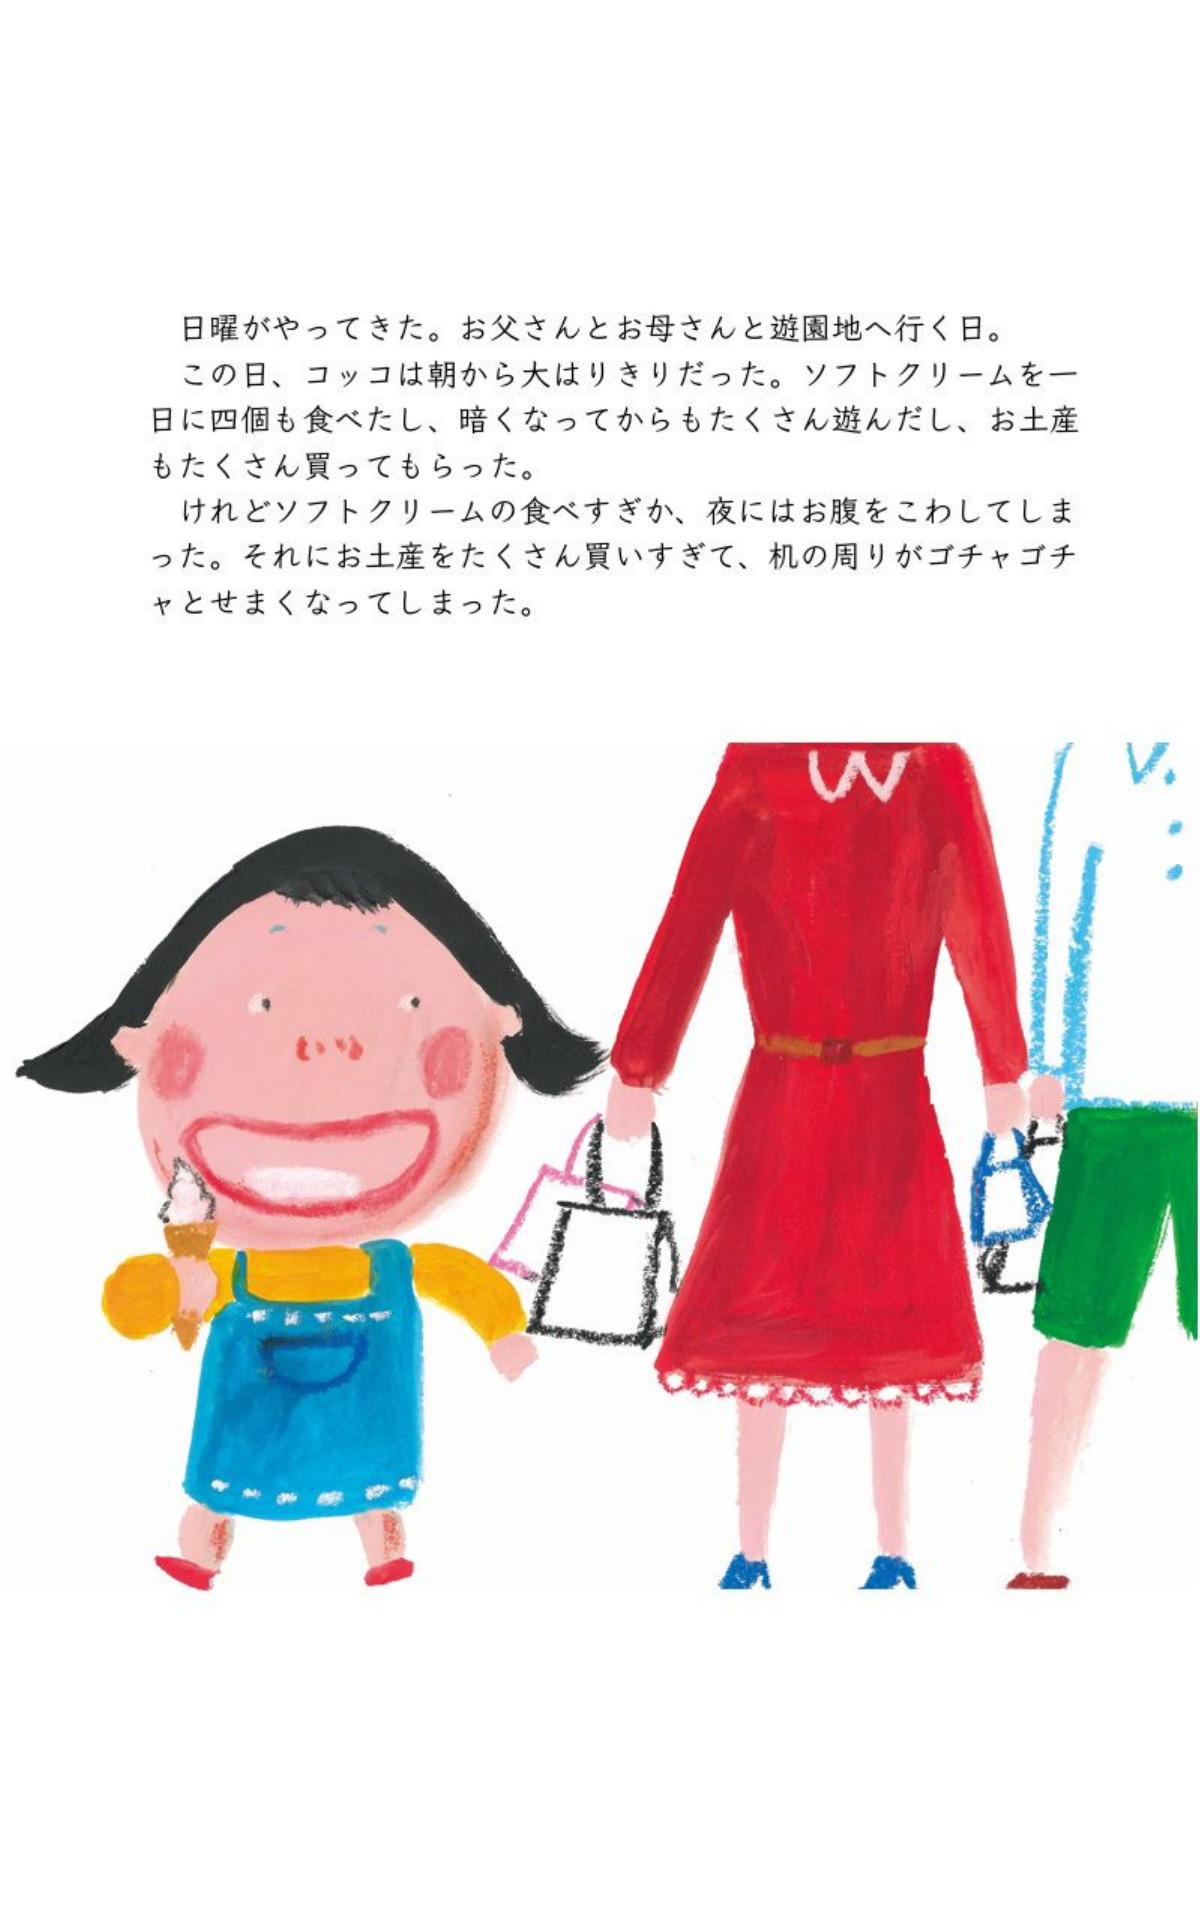 日曜がやってきた。お父さんとお母さんと遊園地へ行く日。
この日、コッコは朝から大はりきりだった。ソフトクリームを一
日に四個も食べたし、暗くなってからもたくさん遊んだし、お土産
もたくさん買ってもらった。
けれどソフトクリームの食べすぎか、夜にはお腹をこわしてしま
った。それにお土産をたくさん買いすぎて、机の周りがゴチャゴチ
ャとせまくなってしまった。